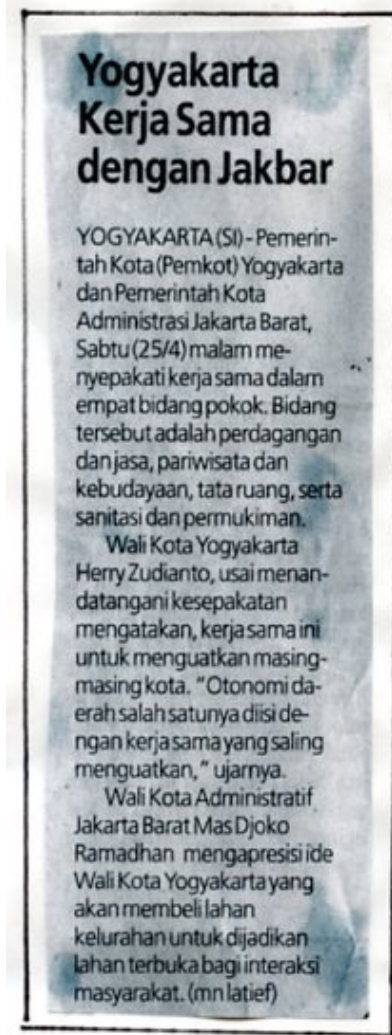 Yogyakarta
Kerja Sama
dengan Jakbar
YOGYAKARTA (SI) - Pemerin-
tah Kota (Pemkot) Yogyakarta
dan Pemerintah Kota
Administrasi Jakarta Barat,
Sabtu (25/4) malam me-
nyepakati kerja sama dalam
empat bidang pokok. Bidang
tersebut adalah perdagangan
dan jasa, pariwisata dan
kebudayaan, tata ruang, serta
sanitasi dan permukiman.
Wali Kota Yogyakarta
Herry Zudianto, usai menan-
datangani kesepakatan
mengatakan, kerja sama ini
untuk menguatkan masing-
masing kota. "Otonomi da-
erah salah satunya diisi de-
ngan kerja sama yang saling
menguatkan," ujarnya.
Wali Kota Administratif
Jakarta Barat Mas Djoko
Ramadhan mengapresisi ide
Wali Kota Yogyakarta yang
akan membeli lahan
kelurahan untuk dijadikan
lahan terbuka bagi interaksi
masyarakat. (mn latief)